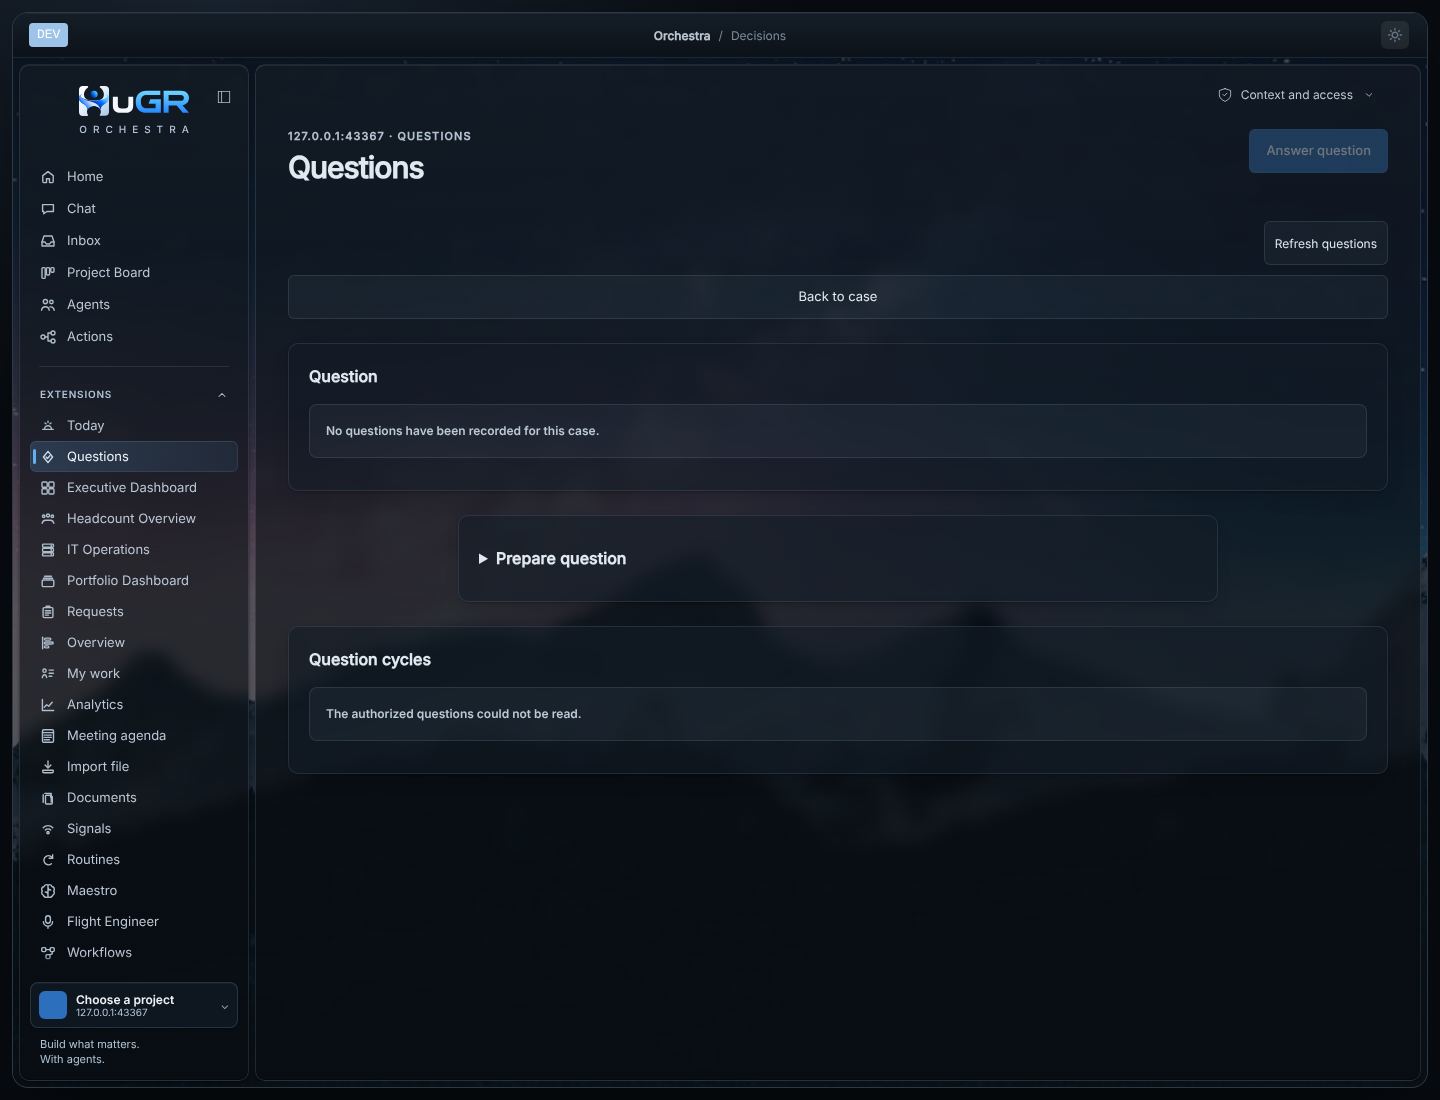 DEV
Orchestra / Decisions
HuGR
ORCHESTRA
Home
Chat
Inbox
Project Board
Agents
Actions
EXTENSIONS
Today
Questions
Executive Dashboard
Headcount Overview
IT Operations
Portfolio Dashboard
Requests
Overview
My work
Analytics
Meeting agenda
Import file
Documents
Signals
Routines
Maestro
Flight Engineer
Workflows
Choose a project
127.0.0.1:43367
Build what matters.
With agents.
Context and access
127.0.0.1:43367 · QUESTIONS
Questions
Answer question
Refresh questions
Back to case
Question
No questions have been recorded for this case.
Prepare question
Question cycles
The authorized questions could not be read.